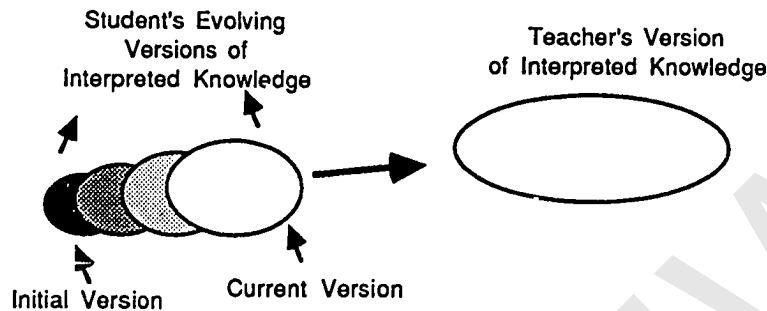 Student's Evolving
Versions of
Interpreted Knowledge
Teacher's Version
of Interpreted Knowledge
Initial Version
Current Version